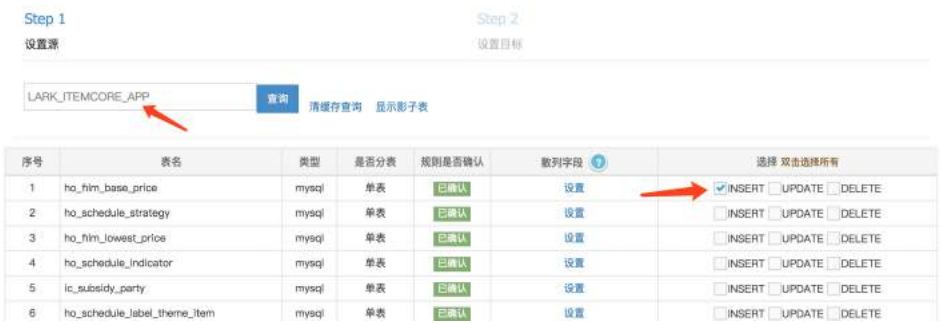 Step 1 Step 2
设置源 设置目标
LARK_ITEMCORE_APP 查询 清缓存查询 显示影子表
序号 表名 类型 是否分表 规则是否确认 散列字段 ? 选择 双击选择所有
1 ho_film_base_price mysql 单表 已确认 设置 INSERT UPDATE DELETE
2 ho_schedule_strategy mysql 单表 已确认 设置 INSERT UPDATE DELETE
3 ho_film_lowest_price mysql 单表 已确认 设置 INSERT UPDATE DELETE
4 ho_schedule_indicator mysql 单表 已确认 设置 INSERT UPDATE DELETE
5 ic_subsidy_party mysql 单表 已确认 设置 INSERT UPDATE DELETE
6 ho_schedule_label_theme_item mysql 单表 已确认 设置 INSERT UPDATE DELETE